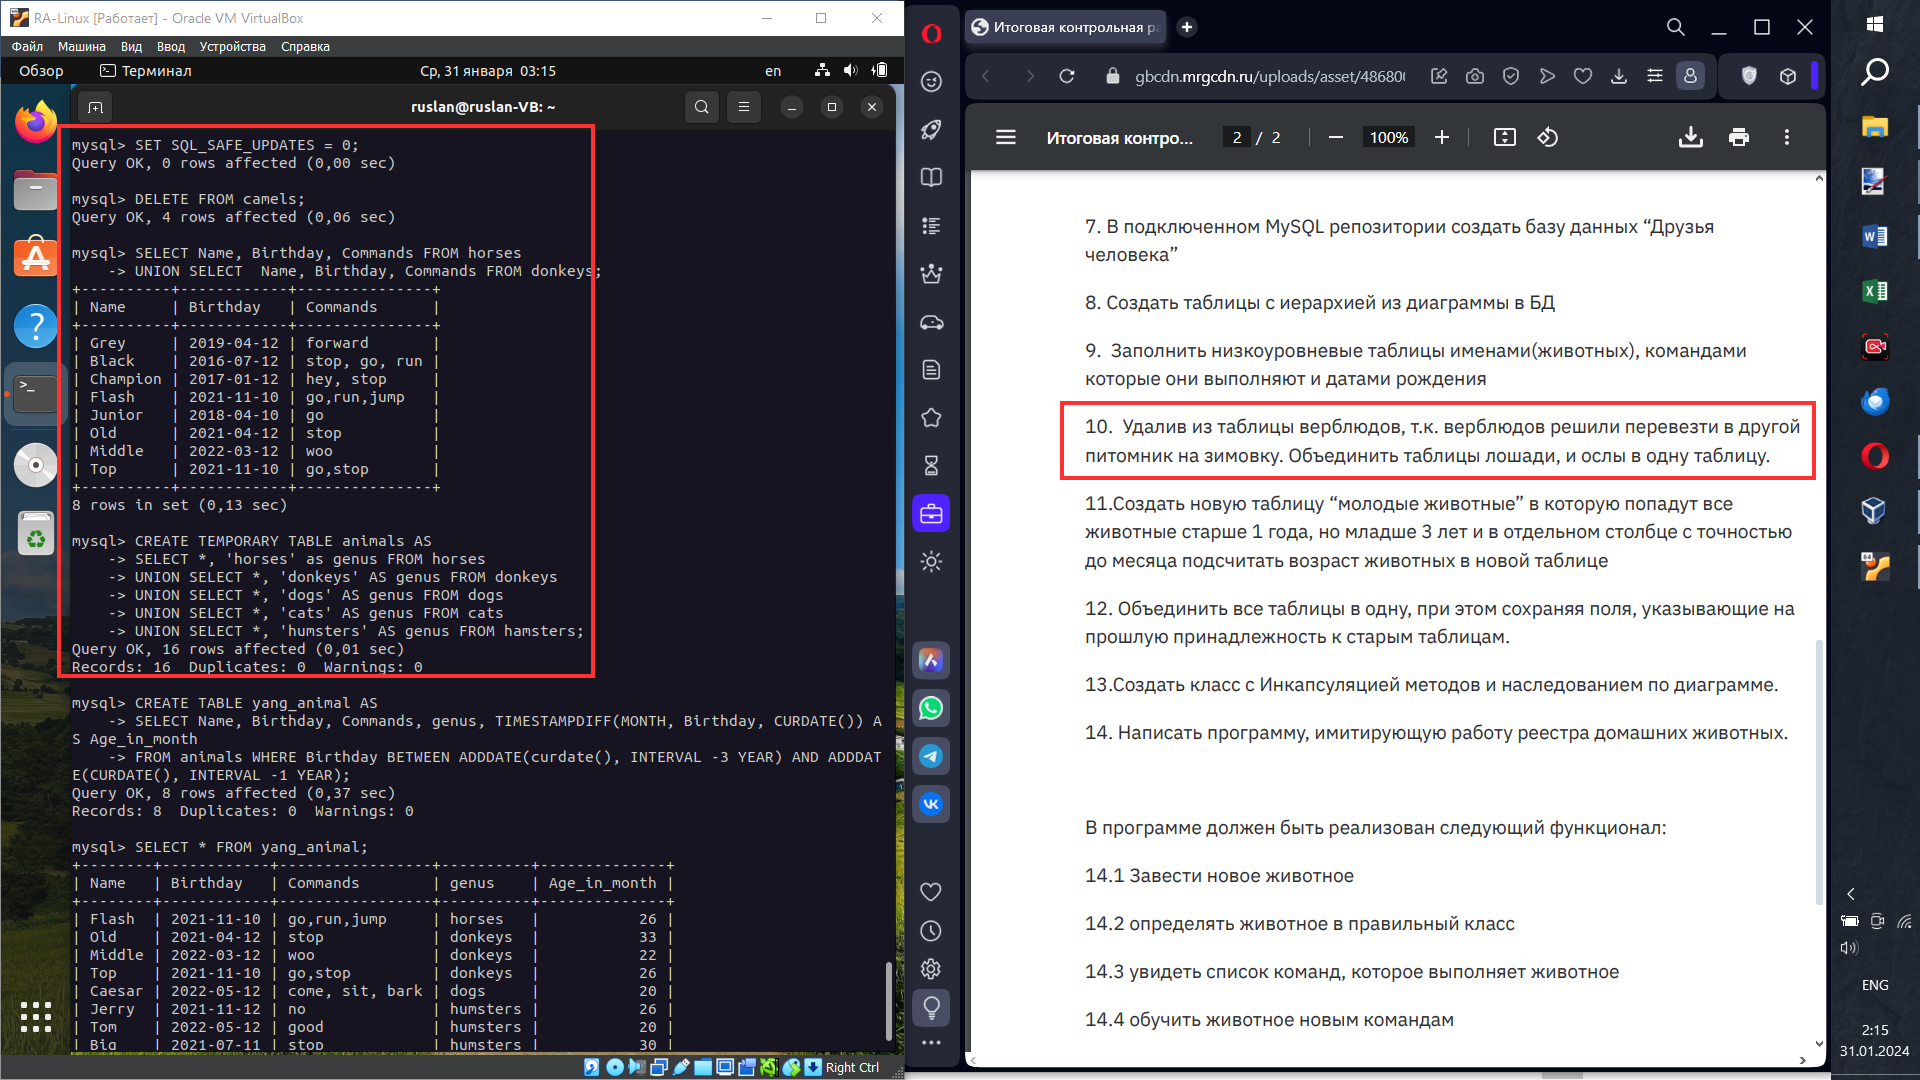 RA-Linux [Работает] - Oracle VM VirtualBox
Файл Машина Вид Ввод Устройства Справка
Обзор Терминал Ср, 31 января 03:15 en
ruslan@ruslan-VB: ~
mysql> SET SQL_SAFE_UPDATES = 0;
Query OK, 0 rows affected (0,00 sec)
mysql> DELETE FROM camels;
Query OK, 4 rows affected (0,06 sec)
mysql> SELECT Name, Birthday, Commands FROM horses
    -> UNION SELECT  Name, Birthday, Commands FROM donkeys;
+----------+------------+---------------+
| Name     | Birthday   | Commands      |
+----------+------------+---------------+
| Grey     | 2019-04-12 | forward       |
| Black    | 2016-07-12 | stop, go, run |
| Champion | 2017-01-12 | hey, stop     |
| Flash    | 2021-11-10 | go,run,jump   |
| Junior   | 2018-04-10 | go            |
| Old      | 2021-04-12 | stop          |
| Middle   | 2022-03-12 | woo           |
| Top      | 2021-11-10 | go,stop       |
+----------+------------+---------------+
8 rows in set (0,13 sec)
mysql> CREATE TEMPORARY TABLE animals AS
    -> SELECT *, 'horses' as genus FROM horses
    -> UNION SELECT *, 'donkeys' AS genus FROM donkeys
    -> UNION SELECT *, 'dogs' AS genus FROM dogs
    -> UNION SELECT *, 'cats' AS genus FROM cats
    -> UNION SELECT *, 'humsters' AS genus FROM hamsters;
Query OK, 16 rows affected (0,01 sec)
Records: 16  Duplicates: 0  Warnings: 0
mysql> CREATE TABLE yang_animal AS
    -> SELECT Name, Birthday, Commands, genus, TIMESTAMPDIFF(MONTH, Birthday, CURDATE()) A
S Age_in_month
    -> FROM animals WHERE Birthday BETWEEN ADDDATE(curdate(), INTERVAL -3 YEAR) AND ADDDAT
E(CURDATE(), INTERVAL -1 YEAR);
Query OK, 8 rows affected (0,37 sec)
Records: 8  Duplicates: 0  Warnings: 0
mysql> SELECT * FROM yang_animal;
+--------+------------+-----------------+----------+--------------+
| Name   | Birthday   | Commands        | genus    | Age_in_month |
+--------+------------+-----------------+----------+--------------+
| Flash  | 2021-11-10 | go,run,jump     | horses   |           26 |
| Old    | 2021-04-12 | stop            | donkeys  |           33 |
| Middle | 2022-03-12 | woo             | donkeys  |           22 |
| Top    | 2021-11-10 | go,stop         | donkeys  |           26 |
| Caesar | 2022-05-12 | come, sit, bark | dogs     |           20 |
| Jerry  | 2021-11-12 | no              | humsters |           26 |
| Tom    | 2022-05-12 | good            | humsters |           20 |
| Big    | 2021-07-11 | stop            | humsters |           30 |
Right Ctrl
Итоговая контрольная ра
gbcdn.mrgcdn.ru/uploads/asset/486800
Итоговая контро... 2 / 2 100%
7. В подключенном MySQL репозитории создать базу данных “Друзья
человека”
8. Создать таблицы с иерархией из диаграммы в БД
9. Заполнить низкоуровневые таблицы именами(животных), командами
которые они выполняют и датами рождения
10. Удалив из таблицы верблюдов, т.к. верблюдов решили перевезти в другой
питомник на зимовку. Объединить таблицы лошади, и ослы в одну таблицу.
11.Создать новую таблицу “молодые животные” в которую попадут все
животные старше 1 года, но младше 3 лет и в отдельном столбце с точностью
до месяца подсчитать возраст животных в новой таблице
12. Объединить все таблицы в одну, при этом сохраняя поля, указывающие на
прошлую принадлежность к старым таблицам.
13.Создать класс с Инкапсуляцией методов и наследованием по диаграмме.
14. Написать программу, имитирующую работу реестра домашних животных.
В программе должен быть реализован следующий функционал:
14.1 Завести новое животное
14.2 определять животное в правильный класс
14.3 увидеть список команд, которое выполняет животное
14.4 обучить животное новым командам
64
ENG
2:15
31.01.2024